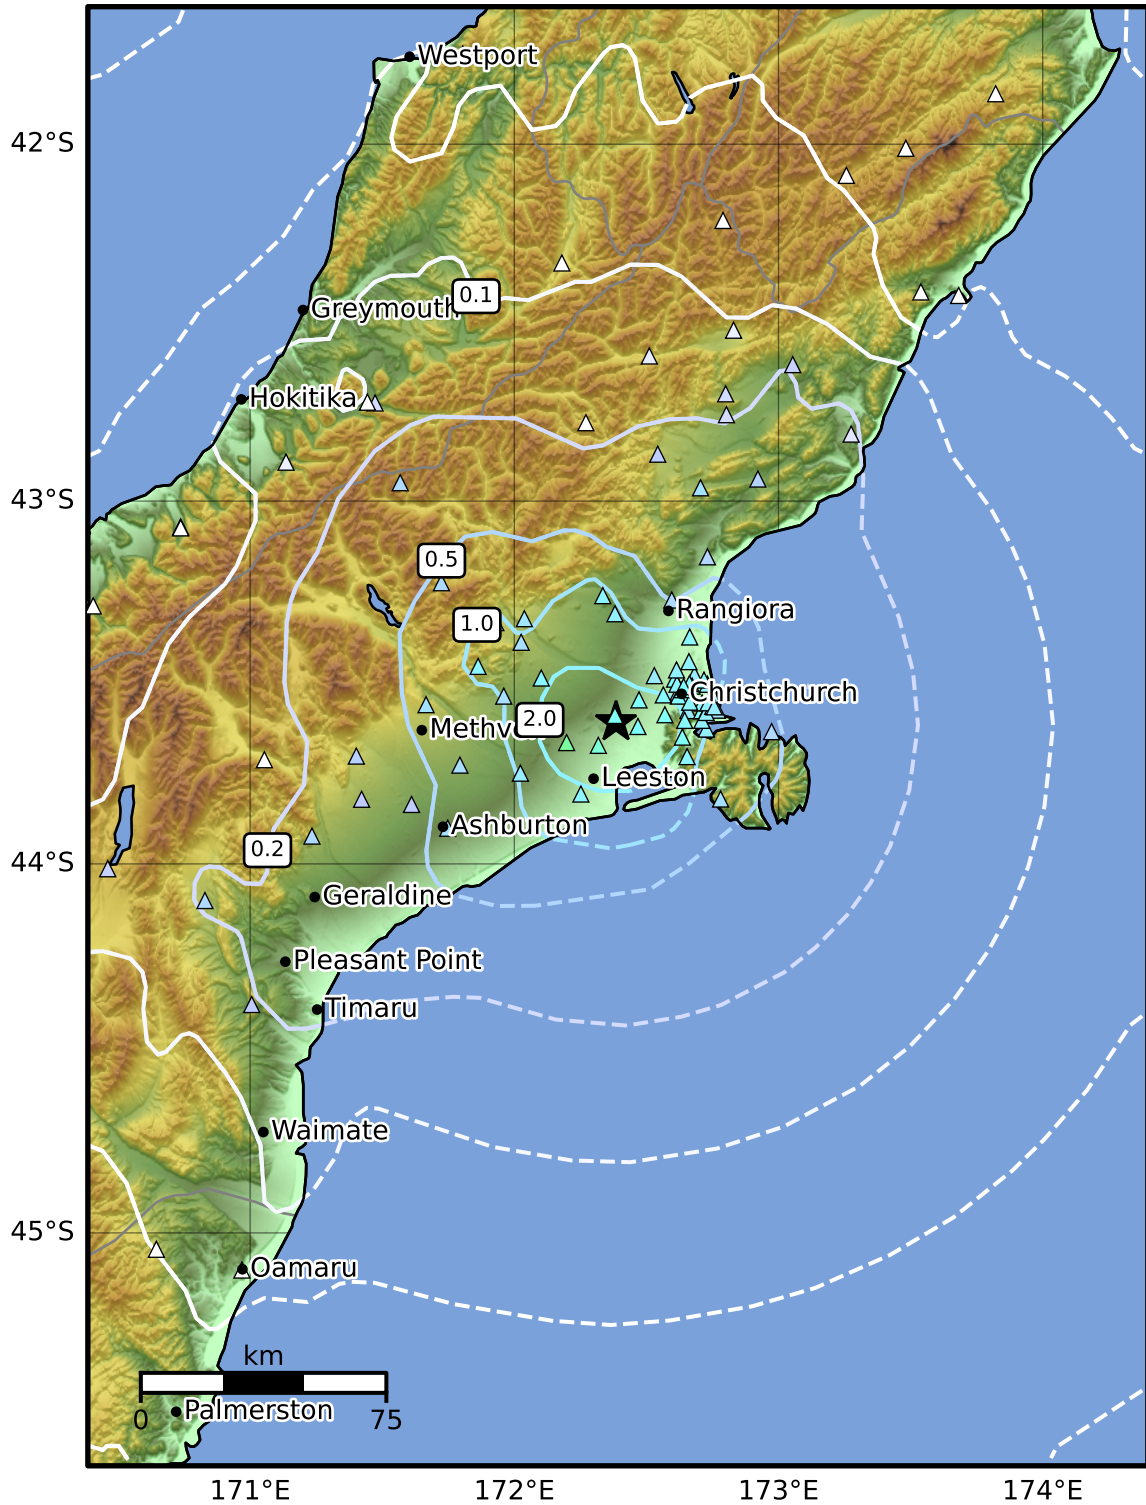 Westport
42°S
0.1
Greymouth
Hokitika
43°S
0.5
Rangiora
1.0
Christchurch
2.0
Leeston
Ashburton
0.2
44°S
Geraldine
Pleasant Point
Timaru
Waimate
45°S
Oamaru
km
0
75
Palmerston
171°E
172°E
173°E
174°E